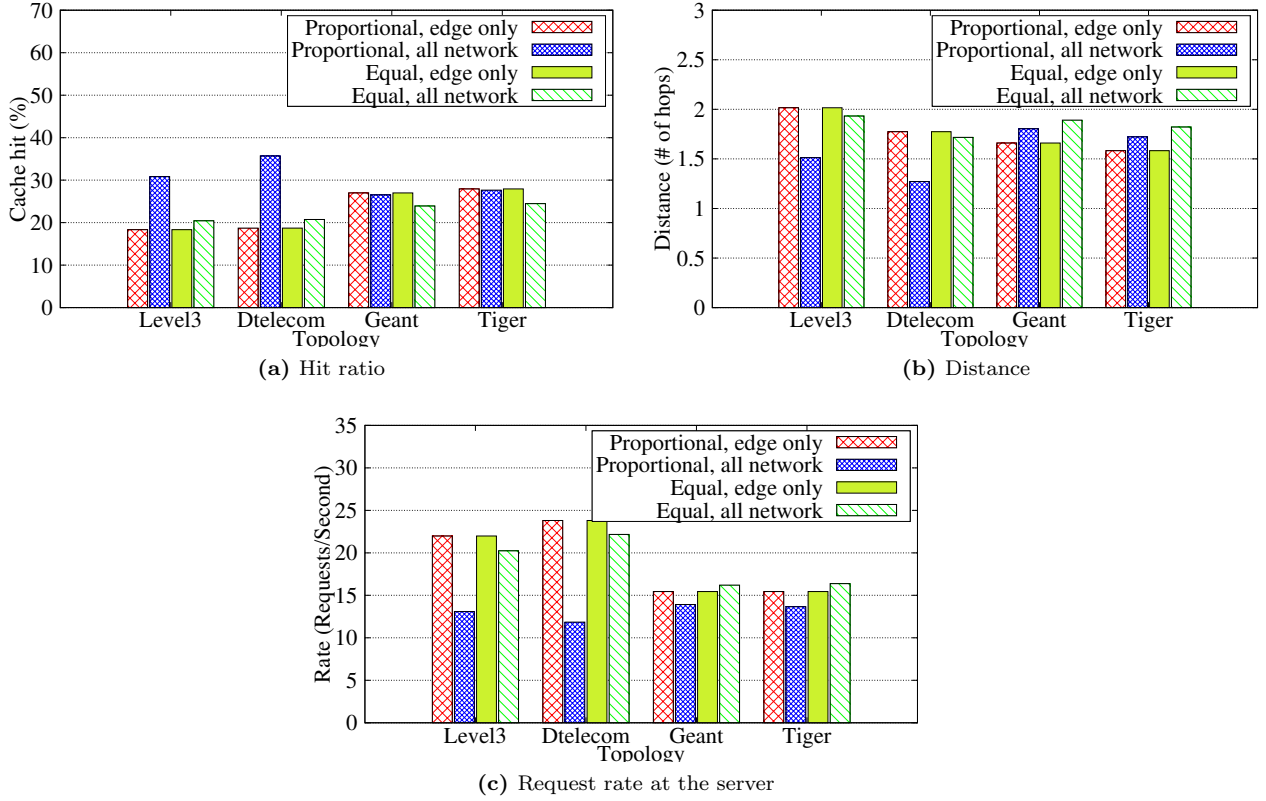 70
60
50
40
30
20
10
0
Cache hit (%)
Proportional, edge only
Proportional, all network
Equal, edge only
Equal, all network
Level3 Dtelecom Geant Tiger
Topology
(a) Hit ratio
3
2.5
2
1.5
1
0.5
0
Distance (# of hops)
Proportional, edge only
Proportional, all network
Equal, edge only
Equal, all network
Level3 Dtelecom Geant Tiger
Topology
(b) Distance
35
30
25
20
15
10
5
0
Rate (Requests/Second)
Proportional, edge only
Proportional, all network
Equal, edge only
Equal, all network
Level3 Dtelecom Geant Tiger
Topology
(c) Request rate at the server